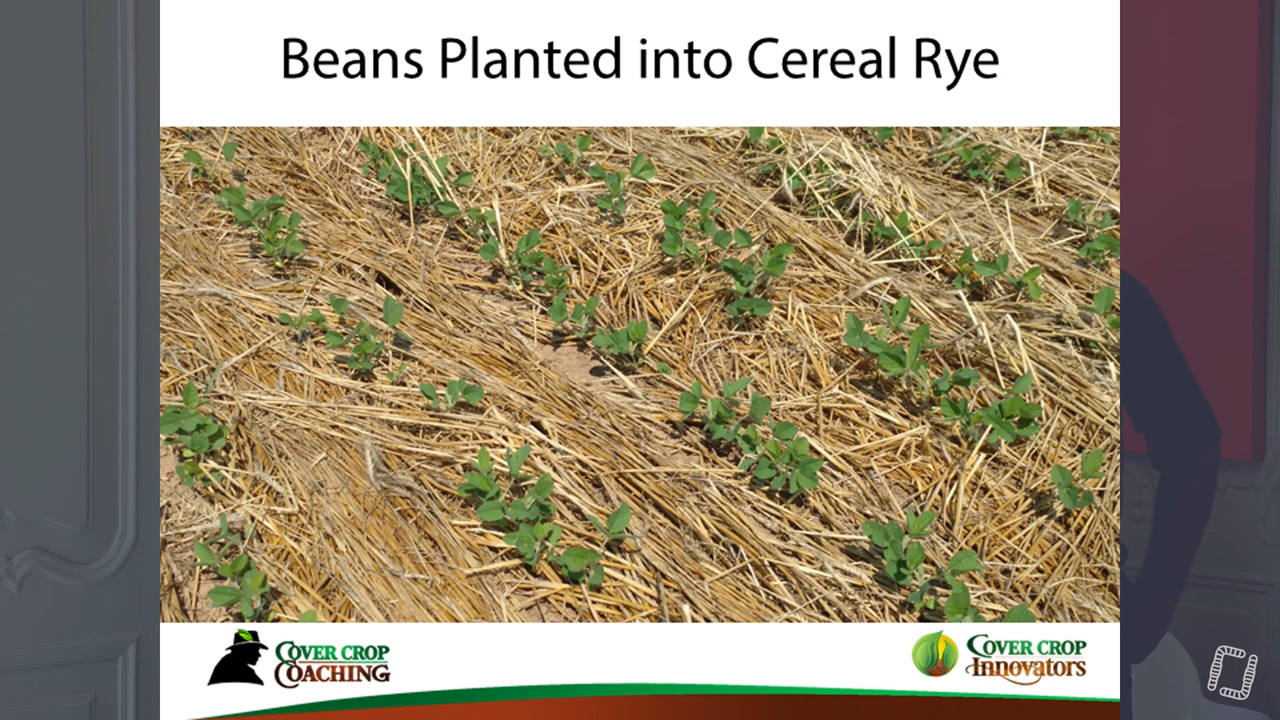 Beans Planted into Cereal Rye
COVER CROP
COACHING
COVER CROP
Innovators